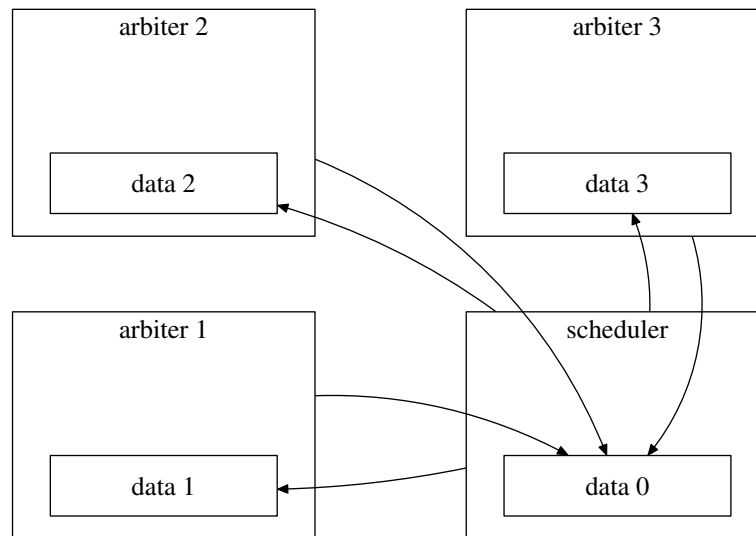 arbiter 2
data 2
arbiter 3
data 3
arbiter 1
data 1
scheduler
data 0